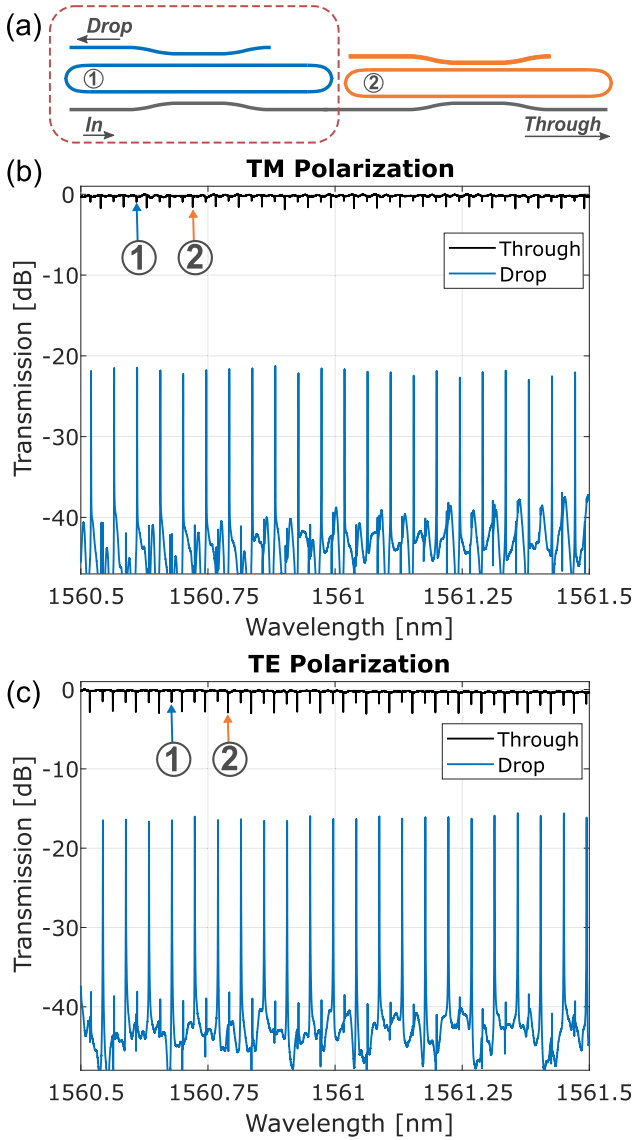 (a)
Drop
①
②
In
Through
(b)
TM Polarization
0
-10
-20
-30
-40
Transmission [dB]
①
②
Through
Drop
1560.5
1560.75
1561
1561.25
1561.5
Wavelength [nm]
(c)
TE Polarization
0
-10
-20
-30
-40
Transmission [dB]
①
②
Through
Drop
1560.5
1560.75
1561
1561.25
1561.5
Wavelength [nm]